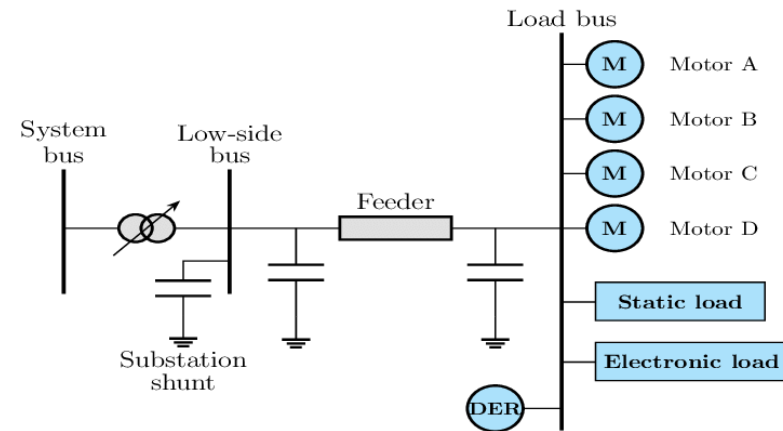 Load bus
M Motor A
M Motor B
M Motor C
M Motor D
System
bus
Low-side
bus
Feeder
Static load
Electronic load
Substation
shunt
DER